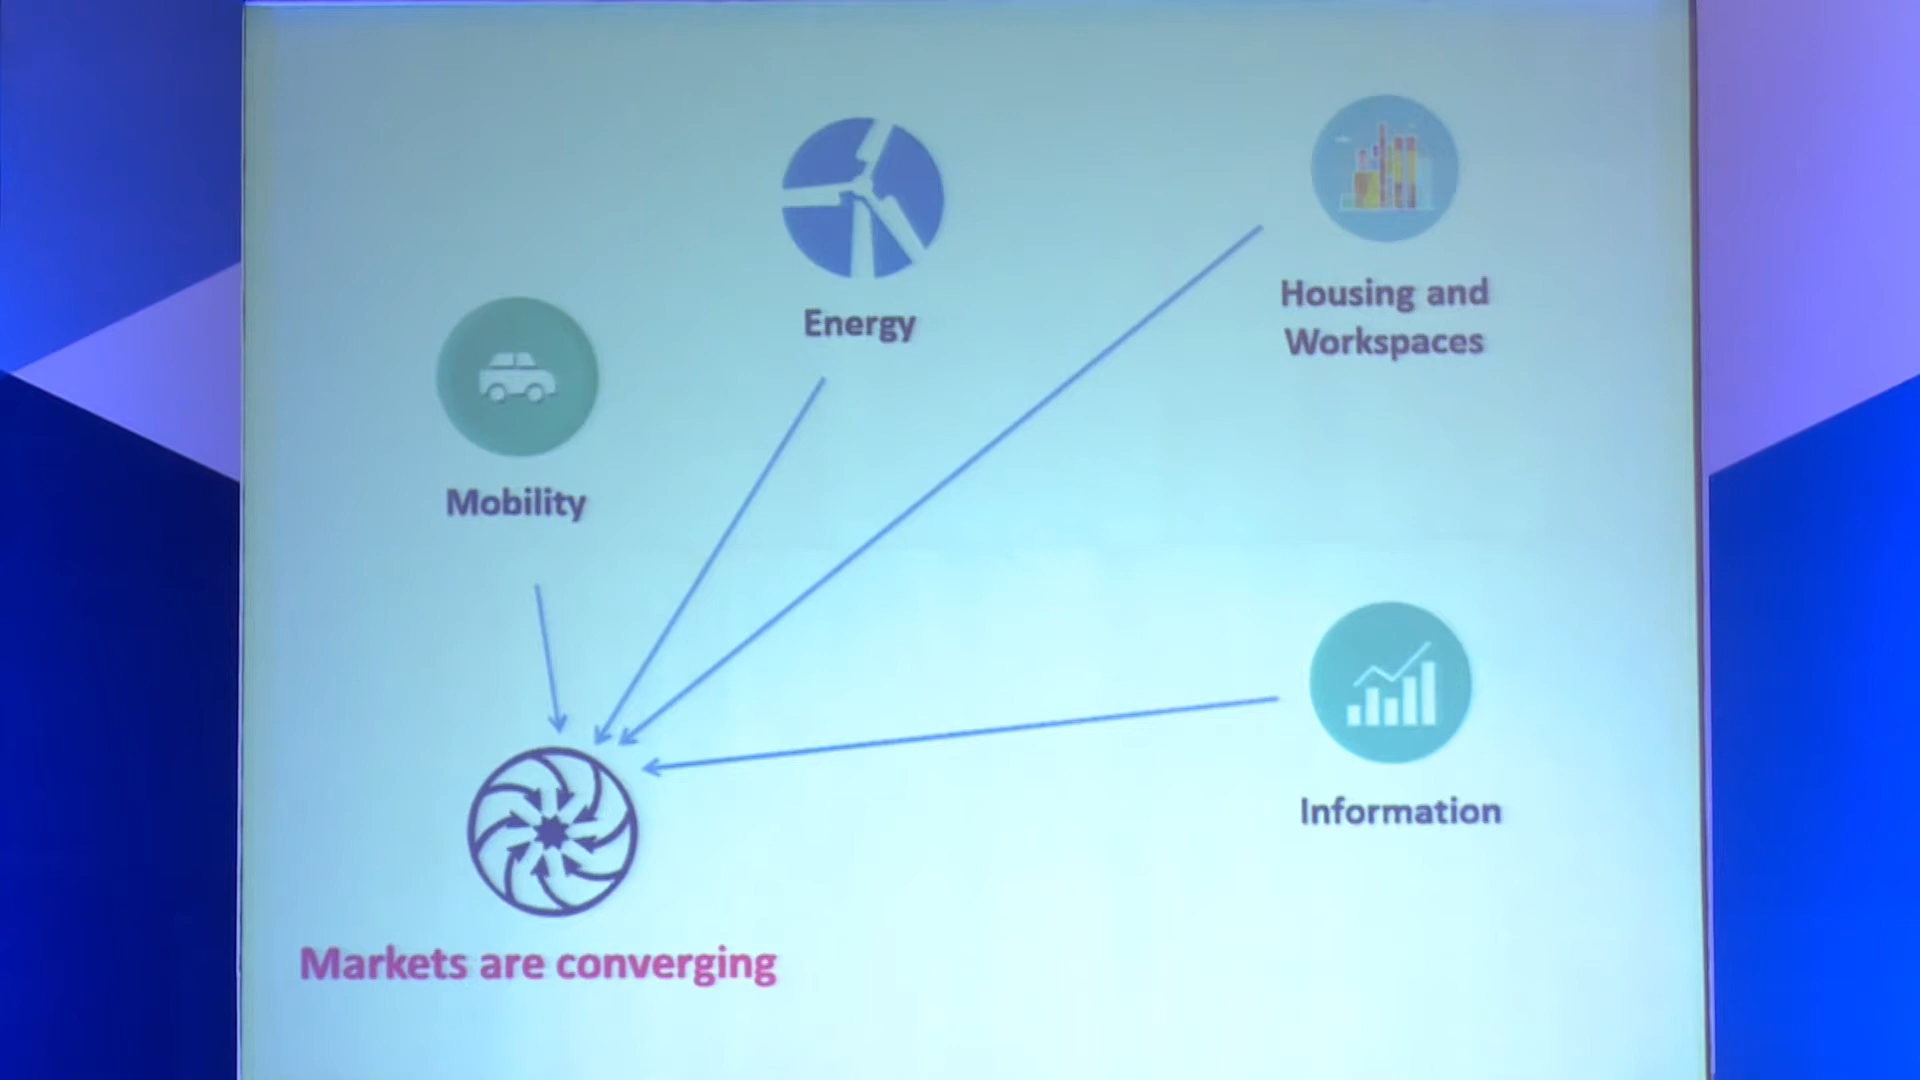 Energy
Housing and
Workspaces
Mobility
Information
Markets are converging